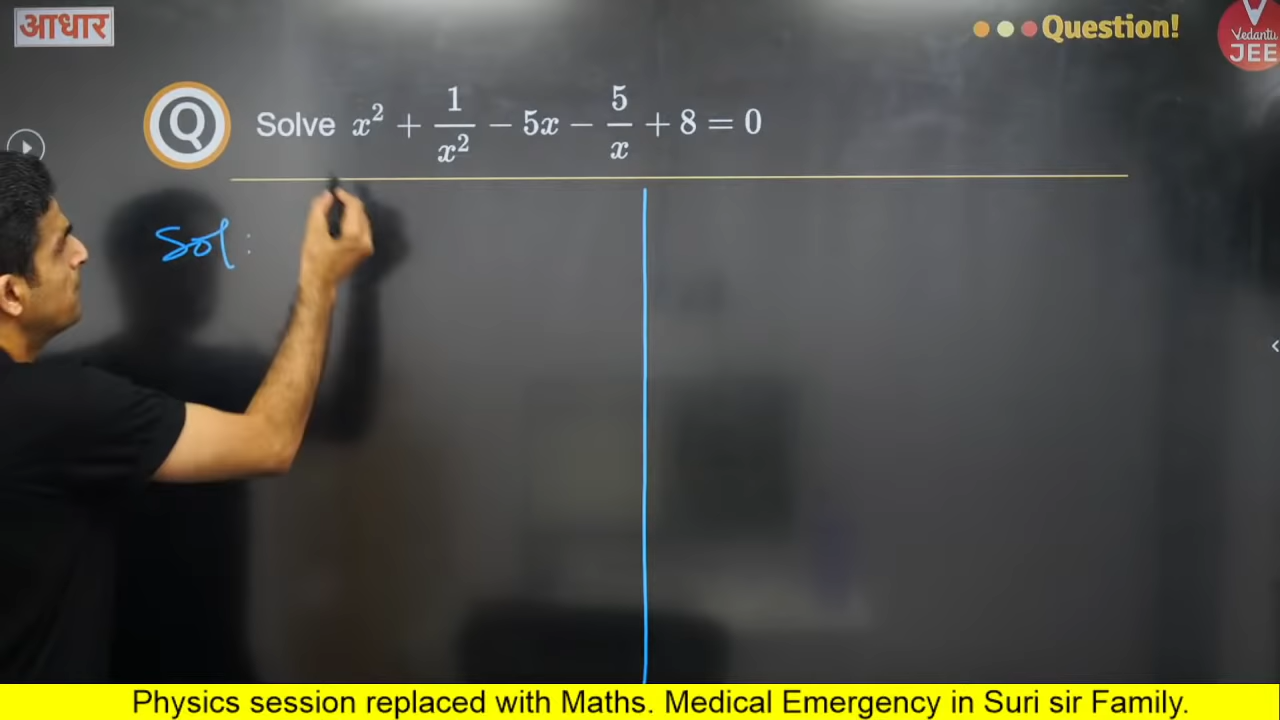 आधार
Question!
Vedantu
JEE
Q
Solve x² + 1/x² − 5x − 5/x + 8 = 0
Sol:
Physics session replaced with Maths. Medical Emergency in Suri sir Family.